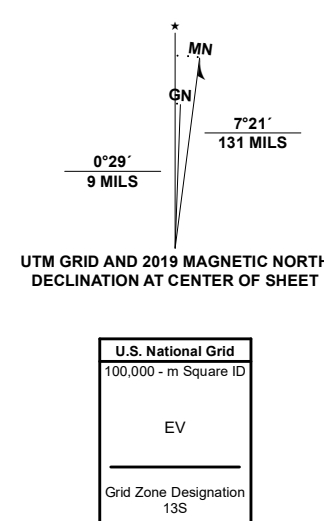 ★
MN
GN
7°21´
131 MILS
0°29´
9 MILS
UTM GRID AND 2019 MAGNETIC NORTH
DECLINATION AT CENTER OF SHEET
U.S. National Grid
100,000 - m Square ID
EV
Grid Zone Designation
13S